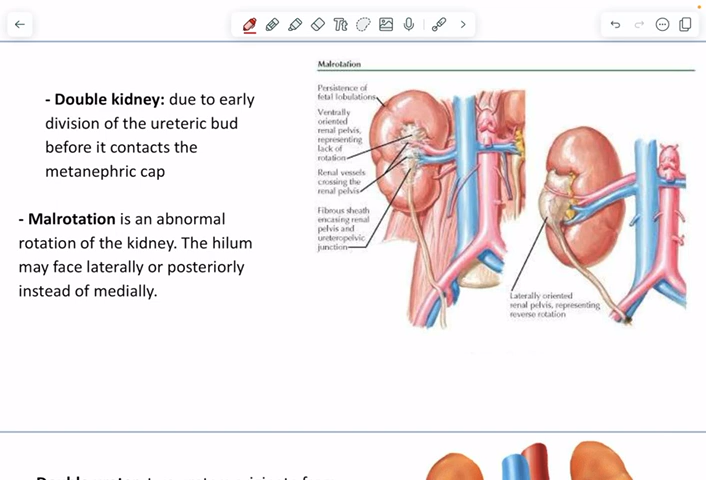 - Double kidney: due to early
division of the ureteric bud
before it contacts the
metanephric cap
- Malrotation is an abnormal
rotation of the kidney. The hilum
may face laterally or posteriorly
instead of medially.
Malrotation
Persistence of
fetal lobulations
Ventrally
oriented
renal pelvis,
representing
lack of
rotation
Renal vessels
crossing the
renal pelvis
Fibrous sheath
encasing renal
pelvis and
ureteropelvic
junction
Laterally oriented
renal pelvis, representing
reverse rotation
Tt